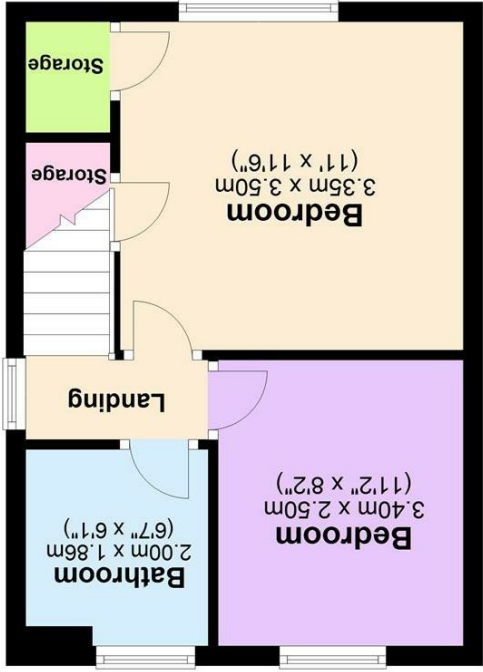 Bedroom
3.40m x 2.50m
(11'2" x 8'2")
Bathroom
2.00m x 1.86m
(6'7" x 6'1")
Landing
Bedroom
3.35m x 3.50m
(11' x 11'6")
Storage
Storage